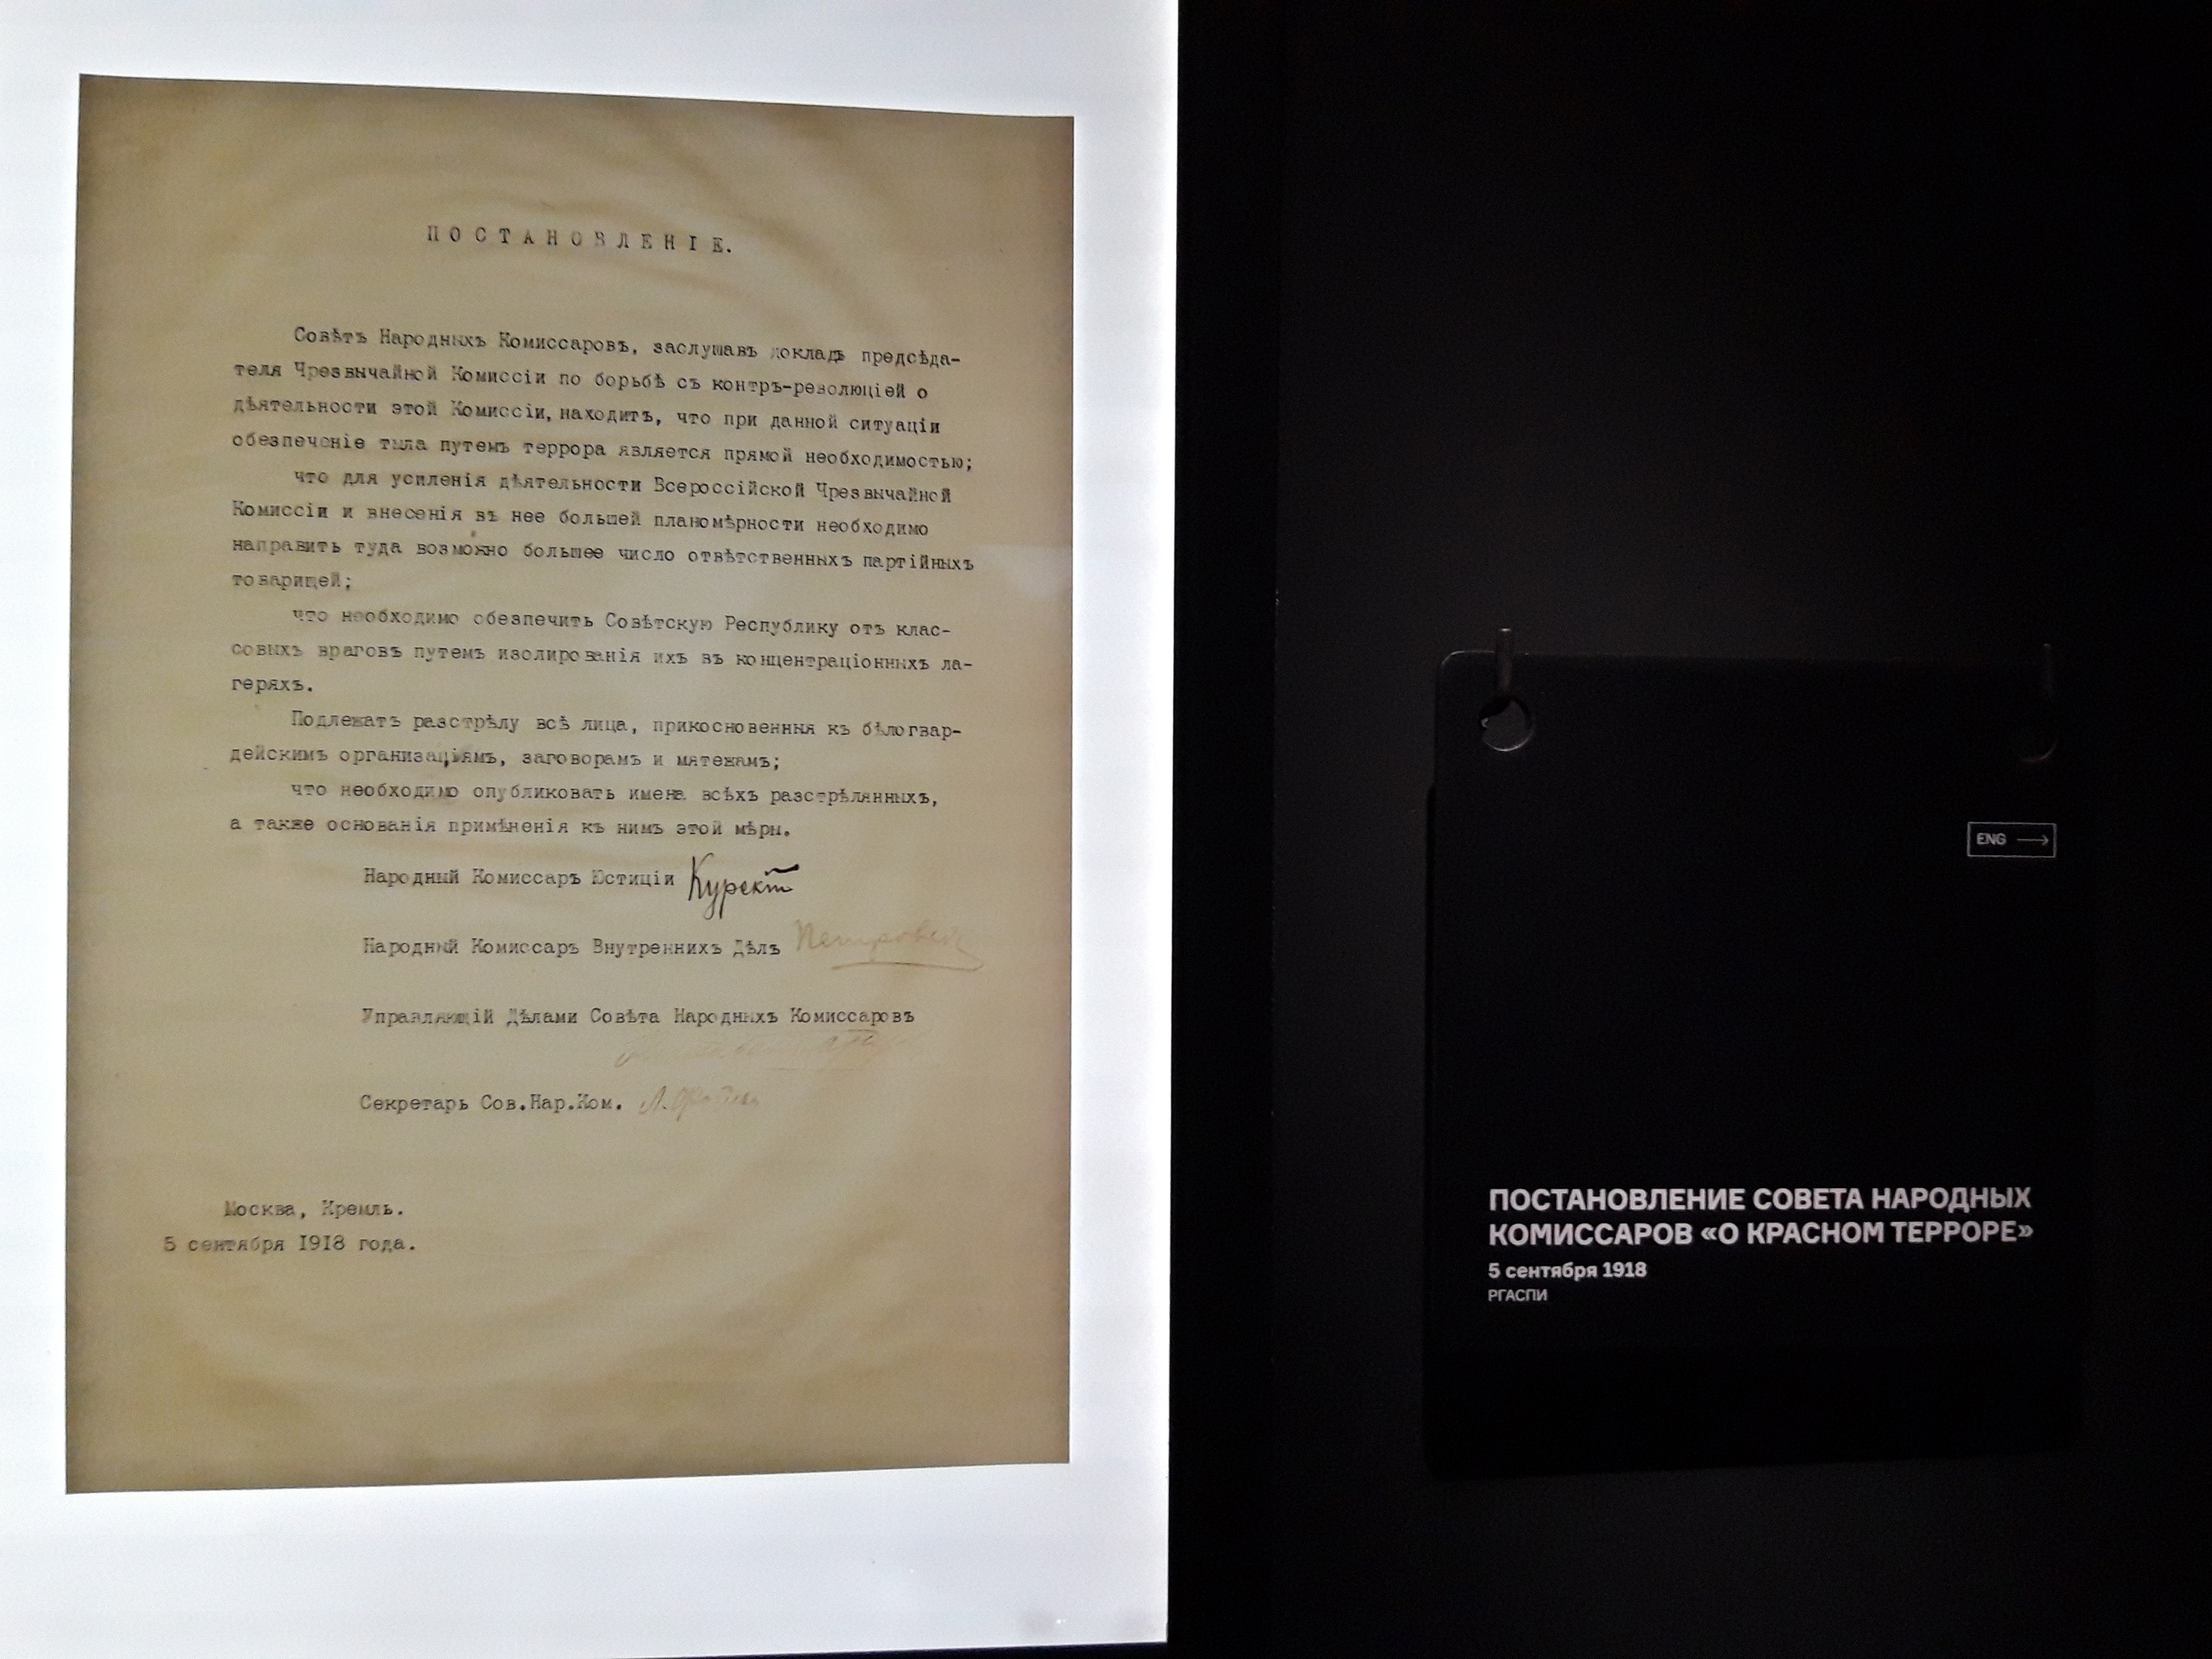 ПОСТАНОВЛЕНІЕ.
Совѣтъ Народныхъ Комиссаровъ, заслушавъ докладъ предсѣда-
теля Чрезвычайной Комиссіи по борьбѣ съ контръ-революціей о
дѣятельности этой Комиссіи, находитъ, что при данной ситуаціи
обезпеченіе тыла путемъ террора является прямой необходимостью;
что для усиленія дѣятельности Всероссійской Чрезвычайной
Комиссіи и внесенія въ нее большей планомѣрности необходимо
направить туда возможно большее число отвѣтственныхъ партійныхъ
товарищей;
что необходимо обезпечить Совѣтскую Республику отъ клас-
совыхъ враговъ путемъ изолированія ихъ въ концентраціонныхъ ла-
геряхъ.
Подлежатъ разстрѣлу всѣ лица, прикосновенныя къ бѣлогвар-
дейскимъ организаціямъ, заговорамъ и мятежамъ;
что необходимо опубликовать имена всѣхъ разстрѣлянныхъ,
а также основанія примѣненія къ нимъ этой мѣры.
Народный Комиссаръ Юстиціи Курскій
Народный Комиссаръ Внутреннихъ Дѣлъ Петровскій
Управляющій Дѣлами Совѣта Народныхъ Комиссаровъ
Секретарь Сов.Нар.Ком.
Москва, Кремль.
5 сентября 1918 года.
ENG →
ПОСТАНОВЛЕНИЕ СОВЕТА НАРОДНЫХ
КОМИССАРОВ «О КРАСНОМ ТЕРРОРЕ»
5 сентября 1918
РГАСПИ